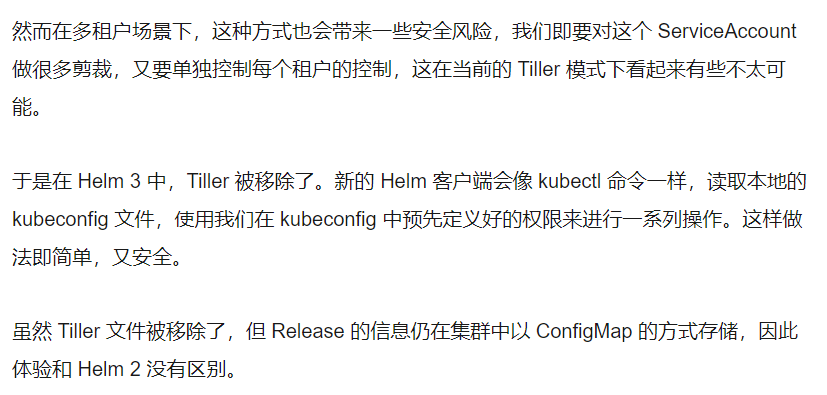 然而在多租户场景下，这种方式也会带来一些安全风险，我们即要对这个 ServiceAccount
做很多剪裁，又要单独控制每个租户的控制，这在当前的 Tiller 模式下看起来有些不太可
能。
于是在 Helm 3 中，Tiller 被移除了。新的 Helm 客户端会像 kubectl 命令一样，读取本地的
kubeconfig 文件，使用我们在 kubeconfig 中预先定义好的权限来进行一系列操作。这样做
法即简单，又安全。
虽然 Tiller 文件被移除了，但 Release 的信息仍在集群中以 ConfigMap 的方式存储，因此
体验和 Helm 2 没有区别。